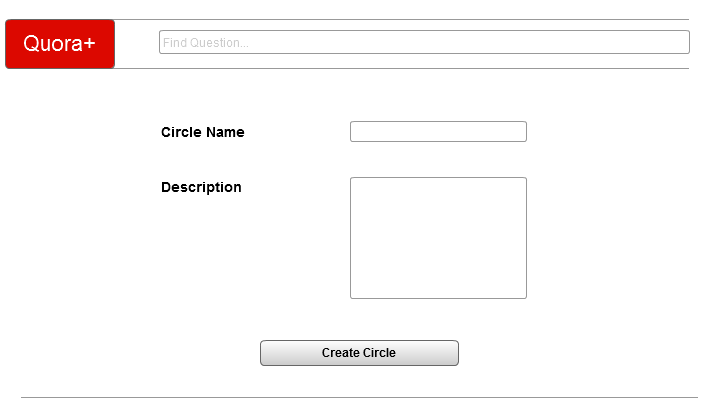 Quora+
Find Question...
Circle Name
Description
Create Circle